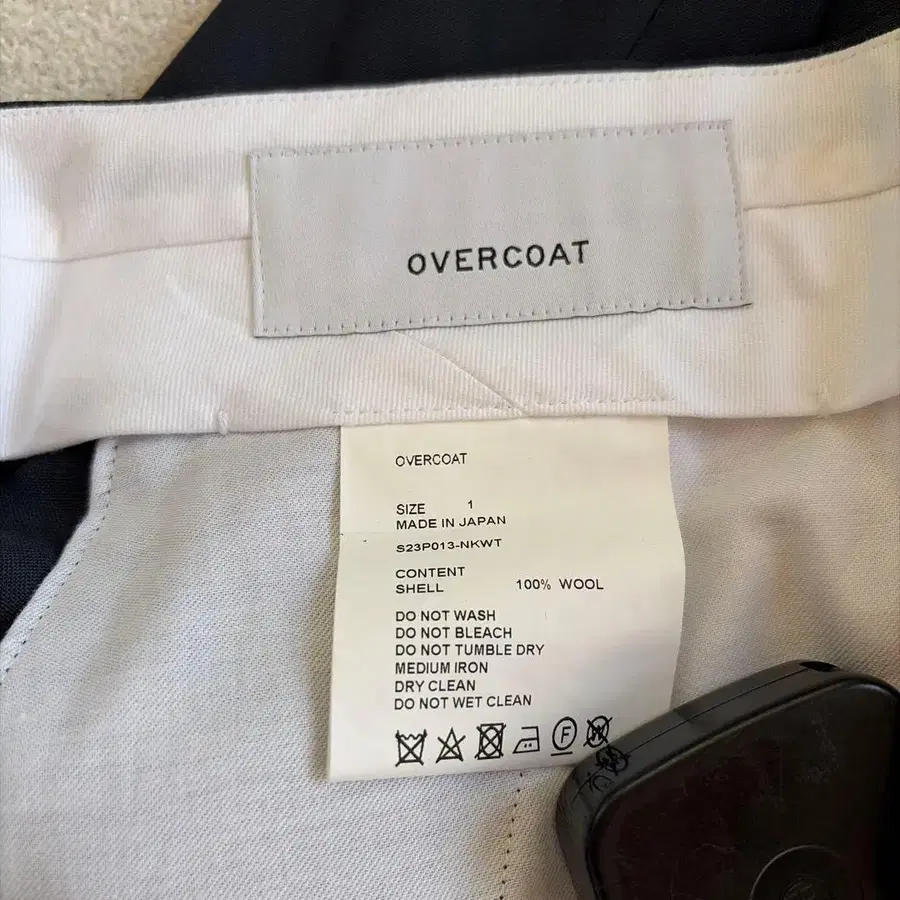 OVERCOAT
OVERCOAT
SIZE 1
MADE IN JAPAN
S23P013-NKWT
CONTENT
SHELL 100% WOOL
DO NOT WASH
DO NOT BLEACH
DO NOT TUMBLE DRY
MEDIUM IRON
DRY CLEAN
DO NOT WET CLEAN
F W